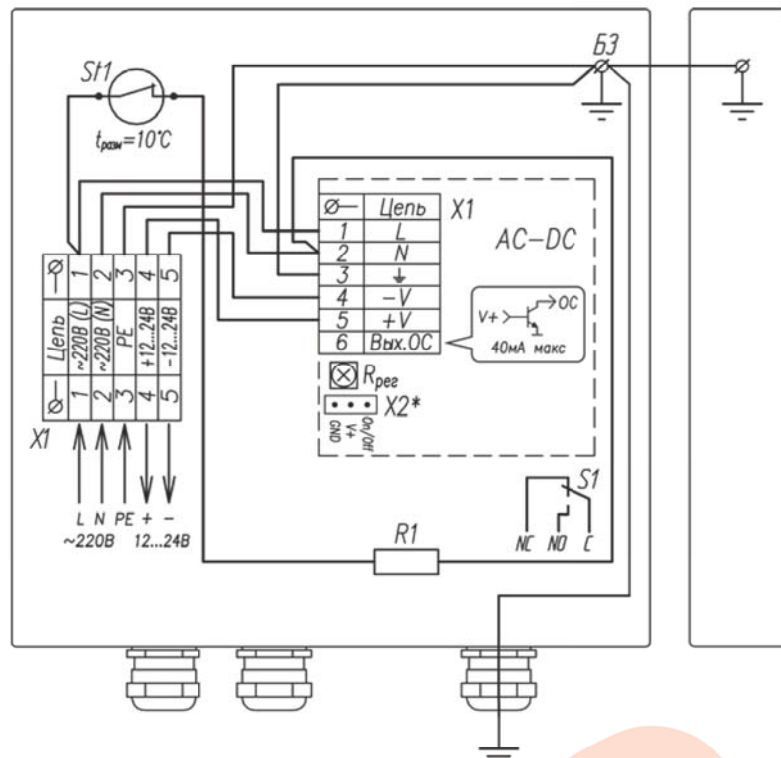 БЗ
St1
tразм=10°C
Цепь
X1
1
L
2
N
3
4
-V
5
+V
6
Вых.ОС
AC-DC
V+
ОС
40мА макс
Rрег
X2*
GND
V+
On/Off
1
2
3
4
5
Цепь
~220В (L)
~220В (N)
PE
+12...24В
-12...24В
1
2
3
4
5
X1
L N PE + -
~220В 12...24В
R1
S1
NC NO C